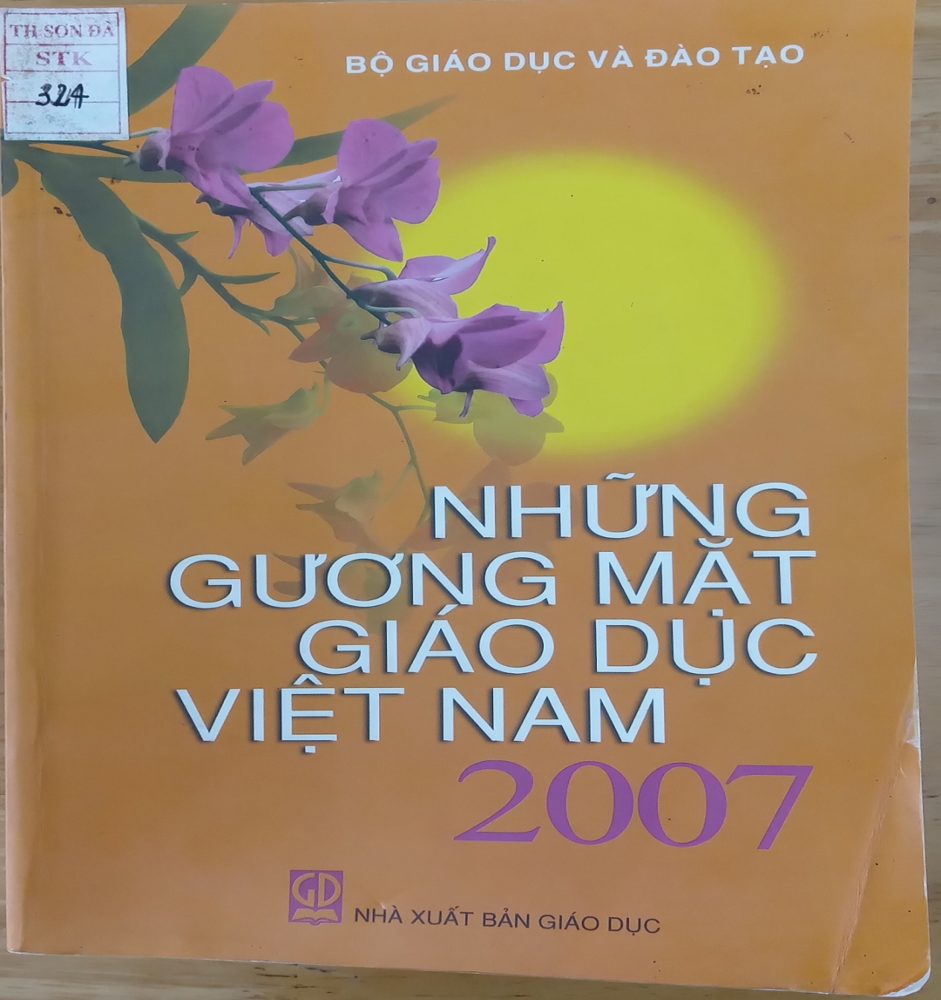 TH SƠN ĐÀ
STK
324
BỘ GIÁO DỤC VÀ ĐÀO TẠO
NHỮNG
GƯƠNG MẶT
GIÁO DỤC
VIỆT NAM
2007
GD
NHÀ XUẤT BẢN GIÁO DỤC